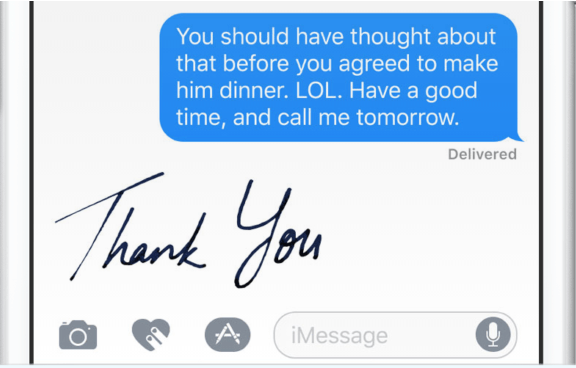 You should have thought about
that before you agreed to make
him dinner. LOL. Have a good
time, and call me tomorrow.
Delivered
Thank You
iMessage